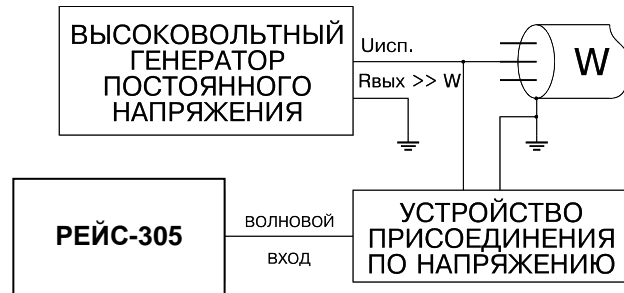 ВЫСОКОВОЛЬТНЫЙ
ГЕНЕРАТОР
ПОСТОЯННОГО
НАПРЯЖЕНИЯ
Uисп.
Rвых >> W
W
РЕЙС-305
ВОЛНОВОЙ
ВХОД
УСТРОЙСТВО
ПРИСОЕДИНЕНИЯ
ПО НАПРЯЖЕНИЮ